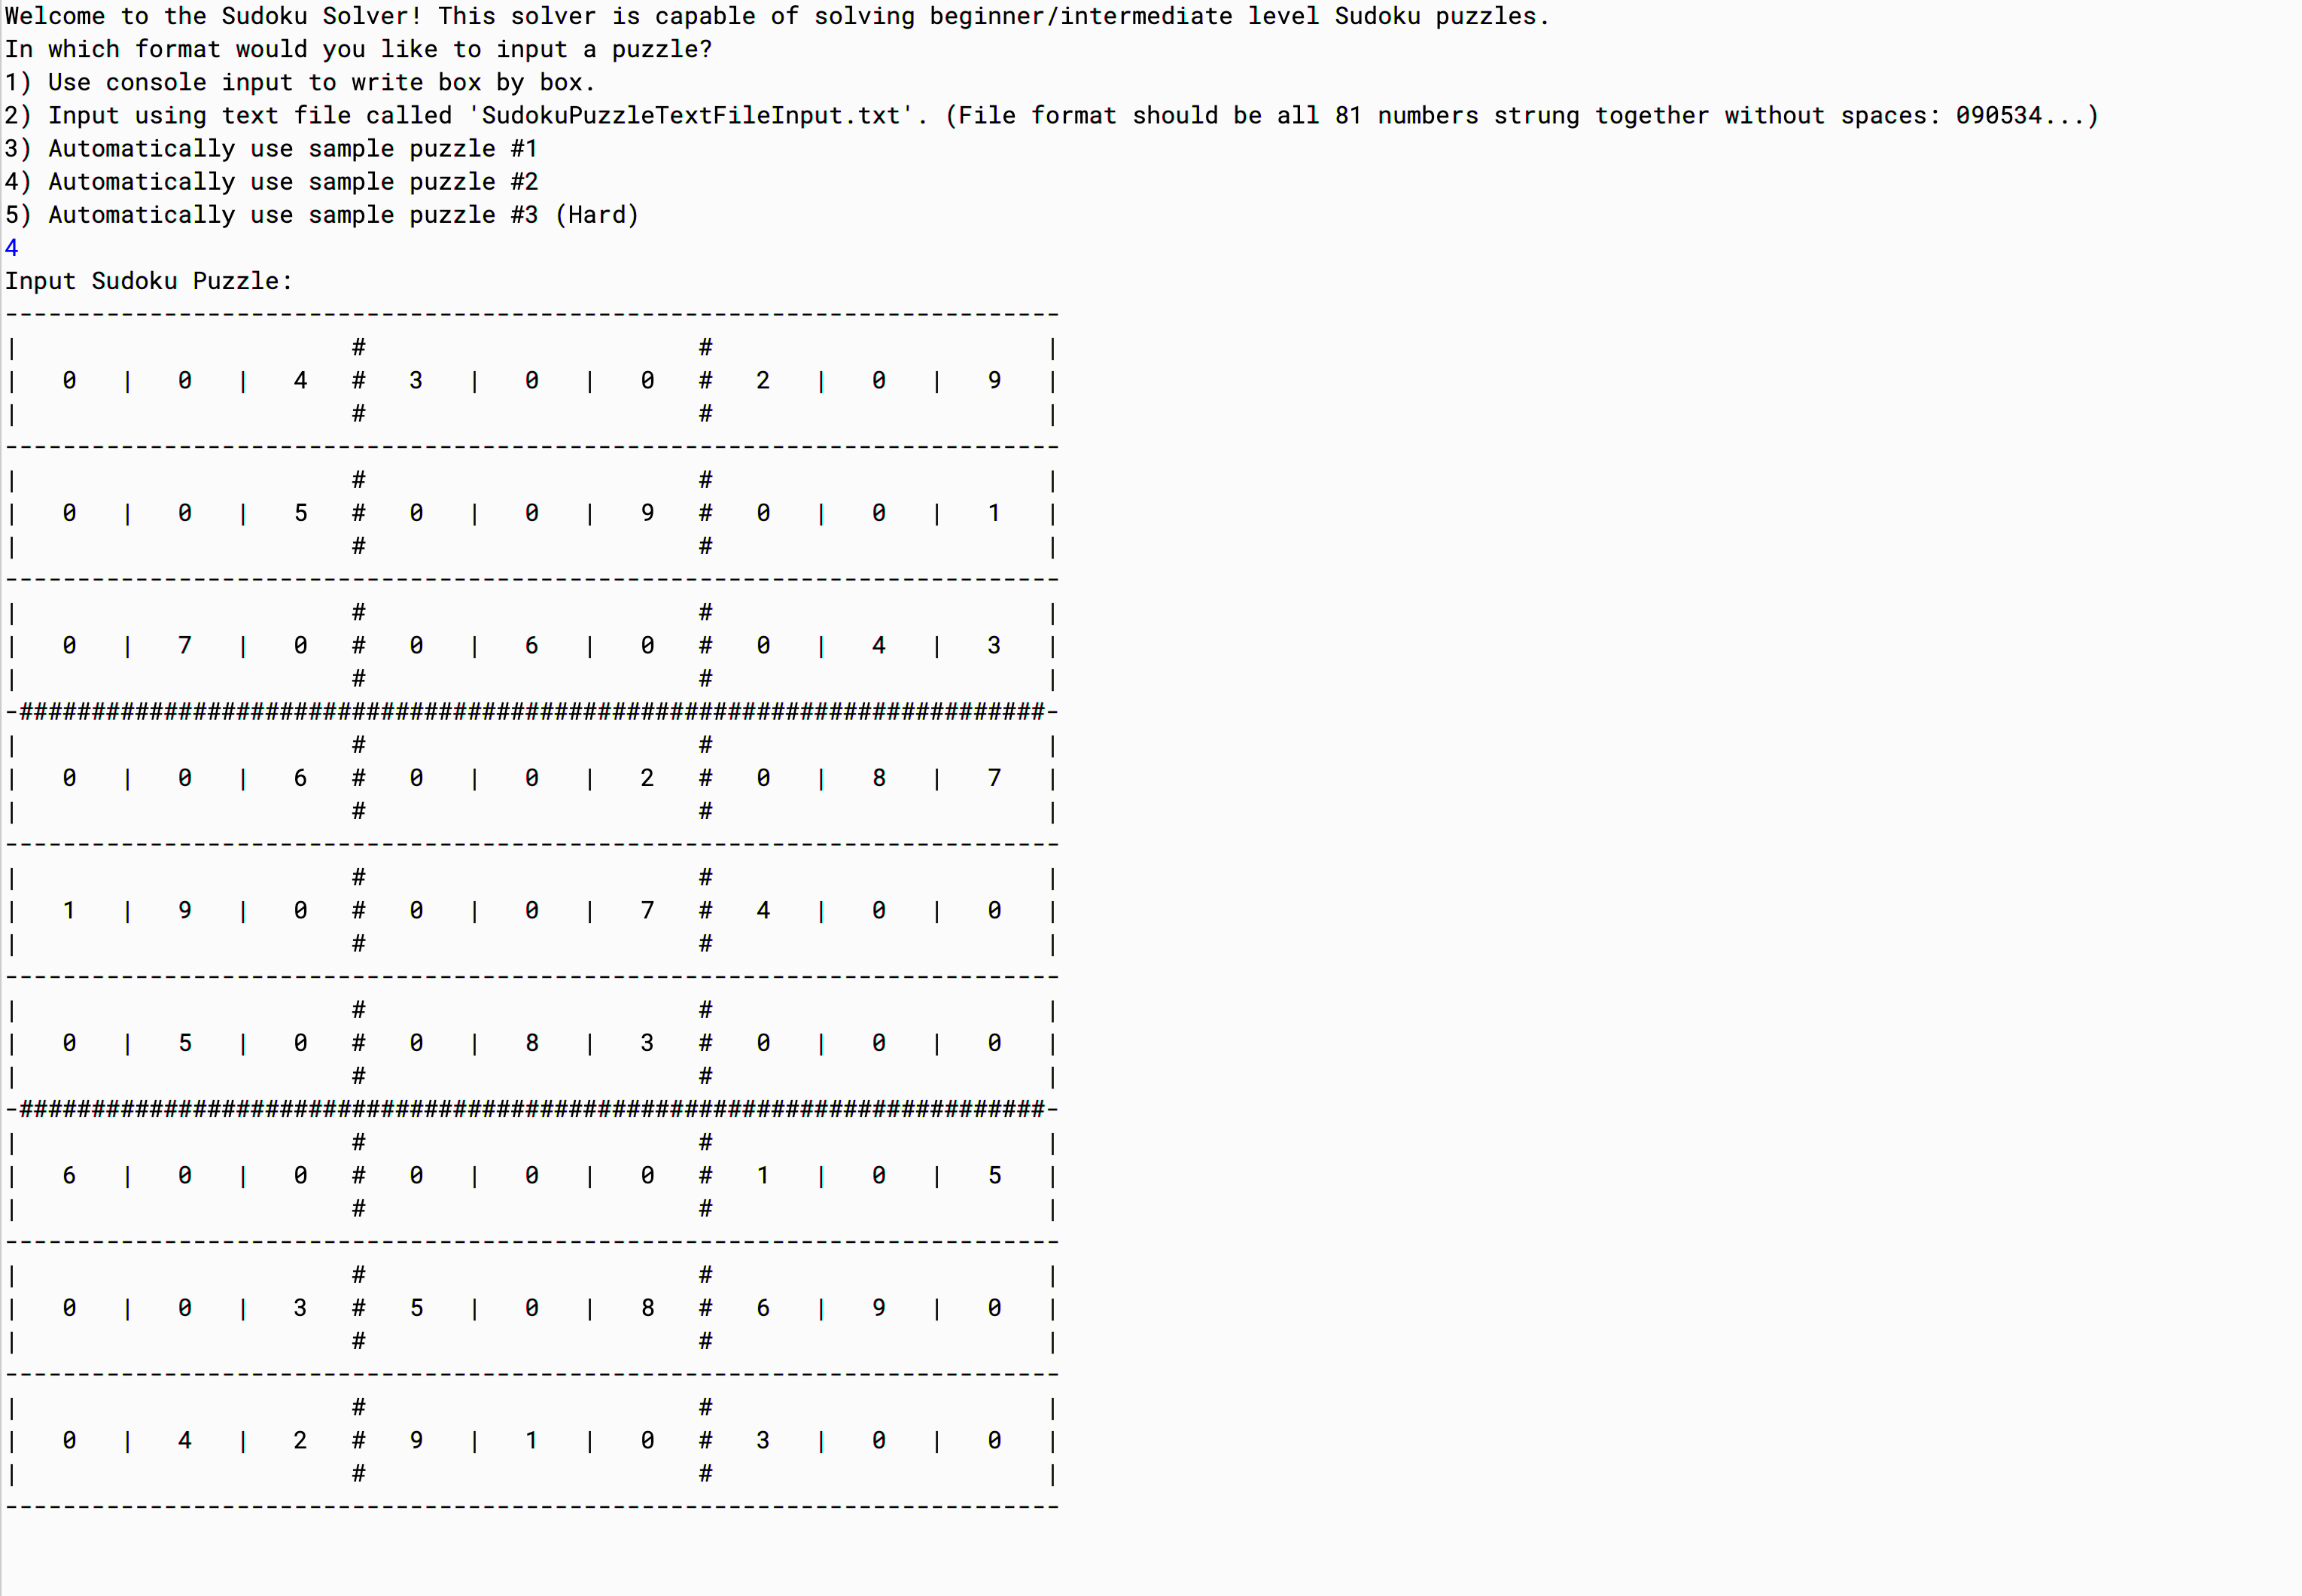 Welcome to the Sudoku Solver! This solver is capable of solving beginner/intermediate level Sudoku puzzles.
In which format would you like to input a puzzle?
1) Use console input to write box by box.
2) Input using text file called 'SudokuPuzzleTextFileInput.txt'. (File format should be all 81 numbers strung together without spaces: 090534...)
3) Automatically use sample puzzle #1
4) Automatically use sample puzzle #2
5) Automatically use sample puzzle #3 (Hard)
4
Input Sudoku Puzzle:
-------------------------------------------------------------------------
|                       #                       #                       |
|   0   |   0   |   4   #   3   |   0   |   0   #   2   |   0   |   9   |
|                       #                       #                       |
-------------------------------------------------------------------------
|                       #                       #                       |
|   0   |   0   |   5   #   0   |   0   |   9   #   0   |   0   |   1   |
|                       #                       #                       |
-------------------------------------------------------------------------
|                       #                       #                       |
|   0   |   7   |   0   #   0   |   6   |   0   #   0   |   4   |   3   |
|                       #                       #                       |
-#######################################################################-
|                       #                       #                       |
|   0   |   0   |   6   #   0   |   0   |   2   #   0   |   8   |   7   |
|                       #                       #                       |
-------------------------------------------------------------------------
|                       #                       #                       |
|   1   |   9   |   0   #   0   |   0   |   7   #   4   |   0   |   0   |
|                       #                       #                       |
-------------------------------------------------------------------------
|                       #                       #                       |
|   0   |   5   |   0   #   0   |   8   |   3   #   0   |   0   |   0   |
|                       #                       #                       |
-#######################################################################-
|                       #                       #                       |
|   6   |   0   |   0   #   0   |   0   |   0   #   1   |   0   |   5   |
|                       #                       #                       |
-------------------------------------------------------------------------
|                       #                       #                       |
|   0   |   0   |   3   #   5   |   0   |   8   #   6   |   9   |   0   |
|                       #                       #                       |
-------------------------------------------------------------------------
|                       #                       #                       |
|   0   |   4   |   2   #   9   |   1   |   0   #   3   |   0   |   0   |
|                       #                       #                       |
-------------------------------------------------------------------------